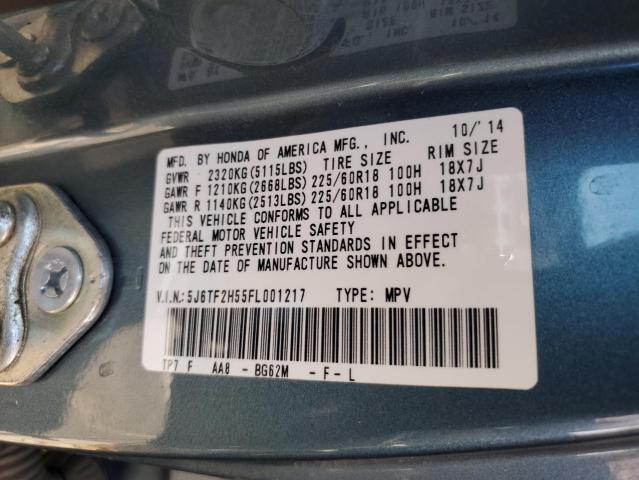 MFD. BY HONDA OF AMERICA MFG., INC. 10/'14
GVWR 2320KG(5115LBS) TIRE SIZE RIM SIZE
GAWR F 1210KG(2668LBS) 225/60R18 100H 18X7J
GAWR R 1140KG(2513LBS) 225/60R18 100H 18X7J
THIS VEHICLE CONFORMS TO ALL APPLICABLE
FEDERAL MOTOR VEHICLE SAFETY
AND THEFT PREVENTION STANDARDS IN EFFECT
ON THE DATE OF MANUFACTURE SHOWN ABOVE.
V.I.N.: 5J6TF2H55FL001217 TYPE: MPV
TP7 F AA8 - BG62M - F - L